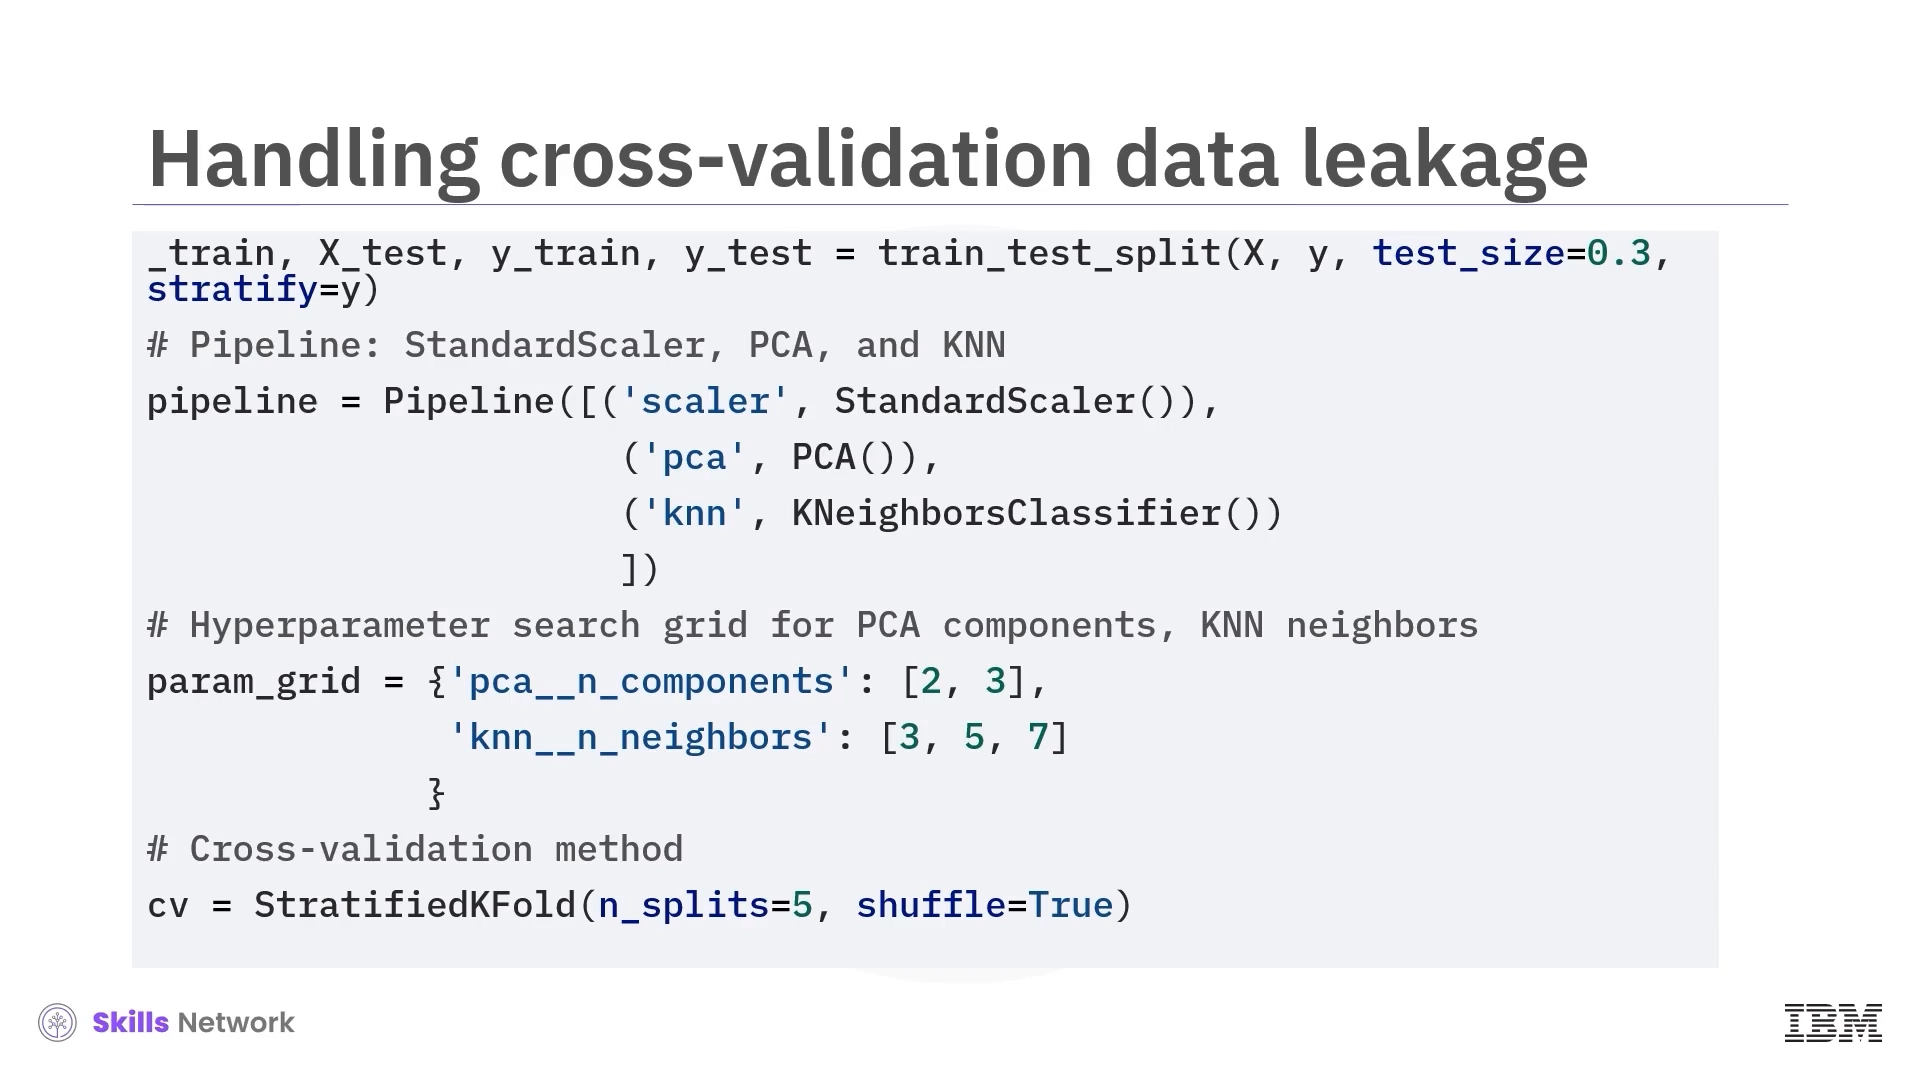 Handling cross-validation data leakage
_train, X_test, y_train, y_test = train_test_split(X, y, test_size=0.3,
stratify=y)
# Pipeline: StandardScaler, PCA, and KNN
pipeline = Pipeline([('scaler', StandardScaler()),
('pca', PCA()),
('knn', KNeighborsClassifier())
])
# Hyperparameter search grid for PCA components, KNN neighbors
param_grid = {'pca__n_components': [2, 3],
'knn__n_neighbors': [3, 5, 7]
}
# Cross-validation method
cv = StratifiedKFold(n_splits=5, shuffle=True)
Skills Network
IBM